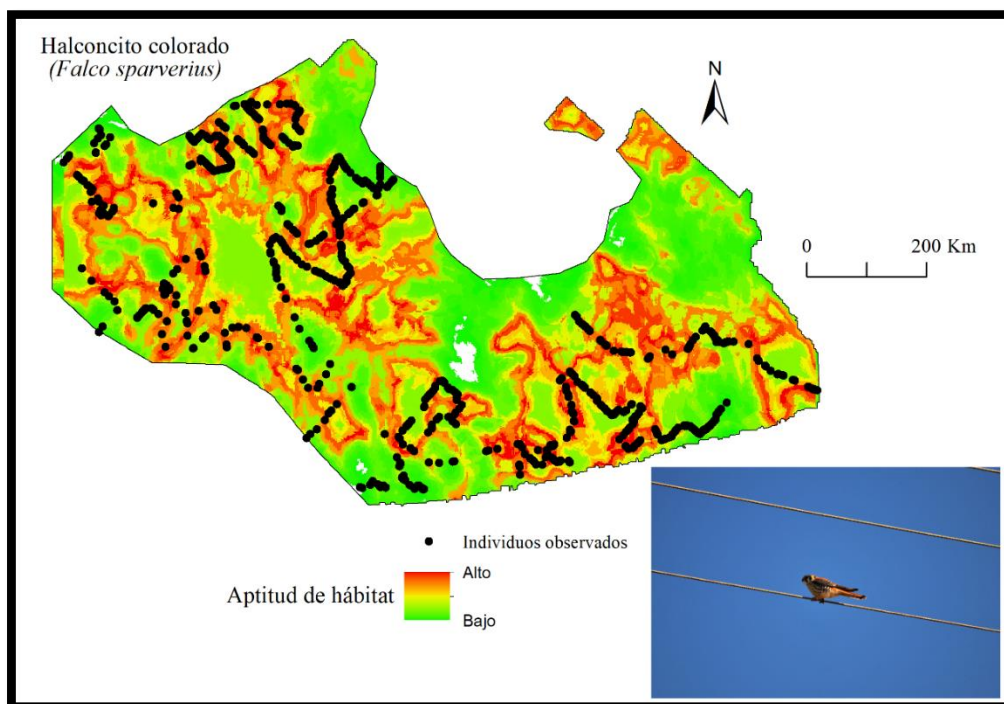 Halconcito colorado
(Falco sparverius)
N
0 200 Km
Individuos observados
Aptitud de hábitat
Alto
Bajo